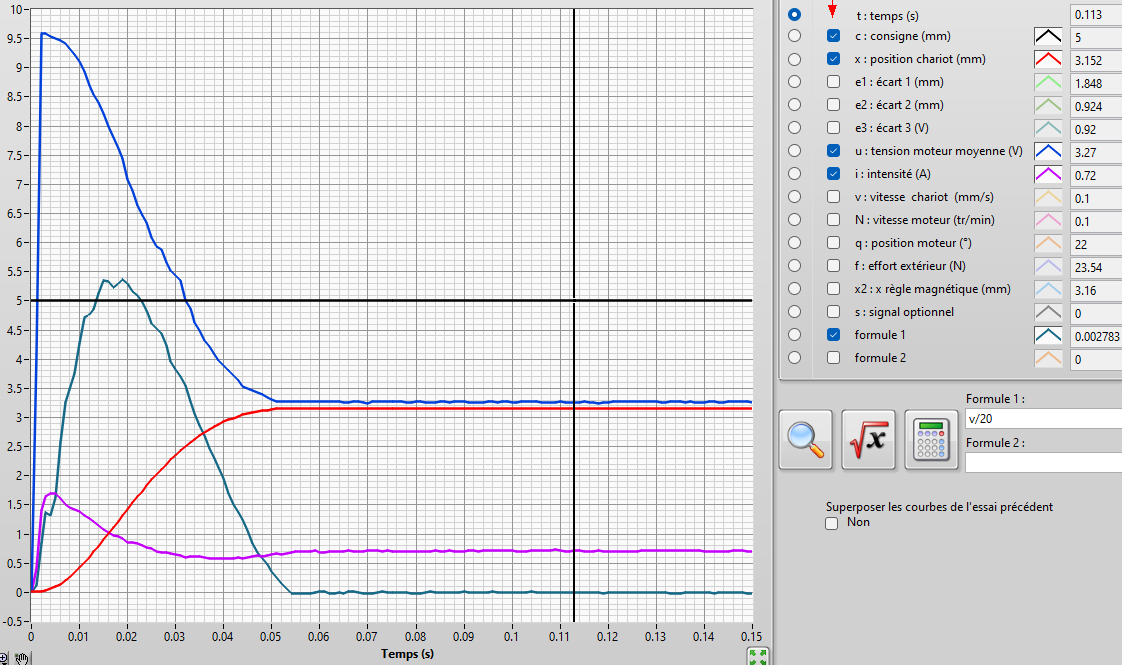 10
9.5
9
8.5
8
7.5
7
6.5
6
5.5
5
4.5
4
3.5
3
2.5
2
1.5
1
0.5
0
-0.5
0 0.01 0.02 0.03 0.04 0.05 0.06 0.07 0.08 0.09 0.1 0.11 0.12 0.13 0.14 0.15
Temps (s)
t : temps (s) 0.113
c : consigne (mm) 5
x : position chariot (mm) 3.152
e1 : écart 1 (mm) 1.848
e2 : écart 2 (mm) 0.924
e3 : écart 3 (V) 0.92
u : tension moteur moyenne (V) 3.27
i : intensité (A) 0.72
v : vitesse chariot (mm/s) 0.1
N : vitesse moteur (tr/min) 0.1
q : position moteur (°) 22
f : effort extérieur (N) 23.54
x2 : x règle magnétique (mm) 3.16
s : signal optionnel 0
formule 1 0.002783
formule 2 0
Formule 1 :
v/20
Formule 2 :
√x
Superposer les courbes de l'essai précédent
Non